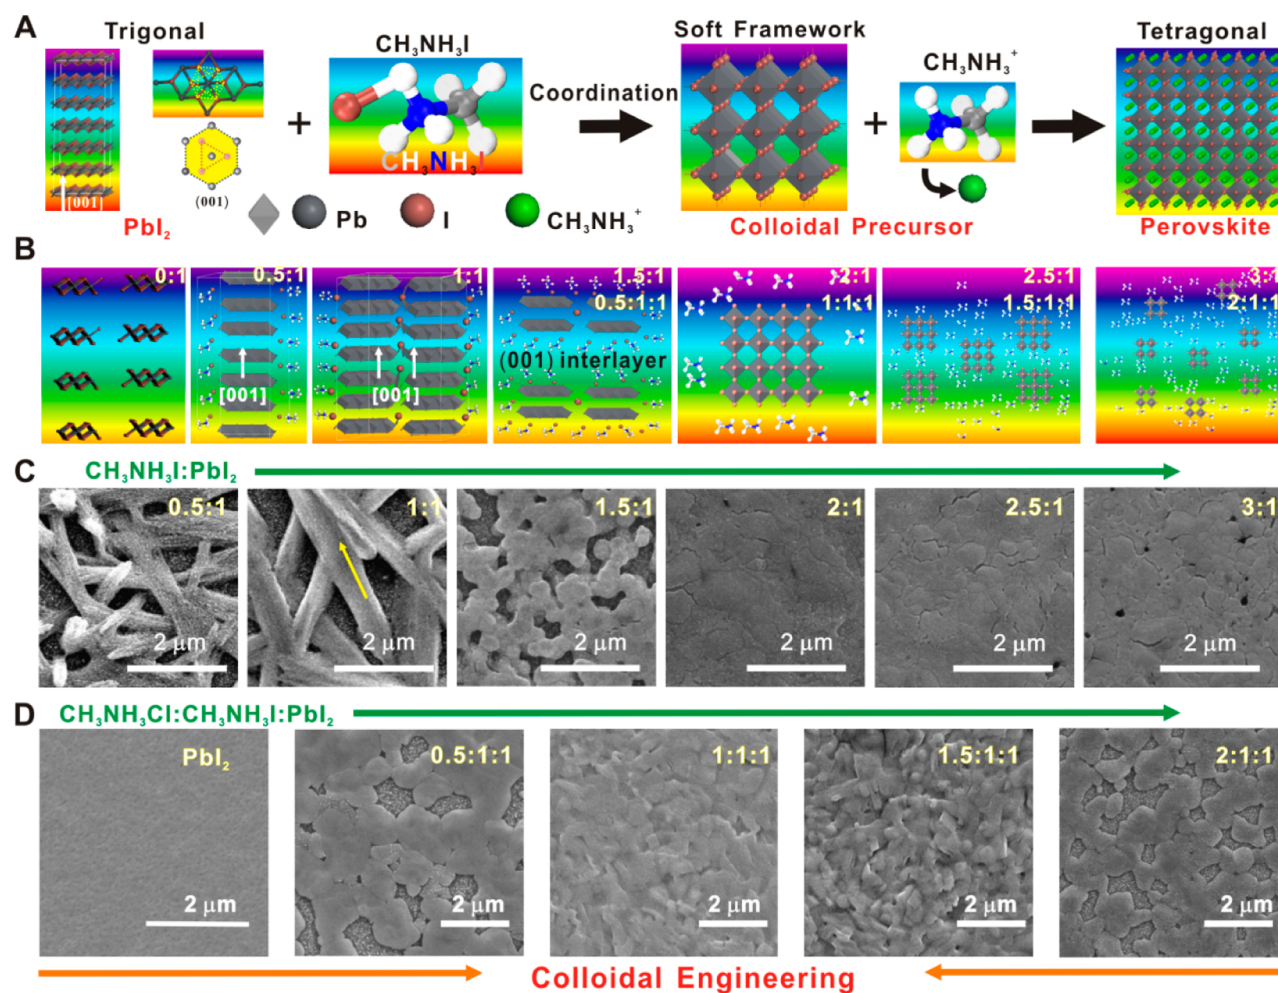 A
Trigonal
[001]
(001)
PbI₂
+
CH₃NH₃I
CH₃NH₃I
Pb
I
CH₃NH₃⁺
Coordination
Soft Framework
+
CH₃NH₃⁺
Colloidal Precursor
Tetragonal
Perovskite
B
0:1
0.5:1
[001]
1:1
[001]
1.5:1
0.5:1:1
(001) interlayer
2:1
1:1:1
2.5:1
1.5:1:1
3:1
2:1:1
C
CH₃NH₃I:PbI₂
0.5:1
2 μm
1:1
2 μm
1.5:1
2 μm
2:1
2 μm
2.5:1
2 μm
3:1
2 μm
D
CH₃NH₃Cl:CH₃NH₃I:PbI₂
PbI₂
2 μm
0.5:1:1
2 μm
1:1:1
2 μm
1.5:1:1
2 μm
2:1:1
2 μm
Colloidal Engineering